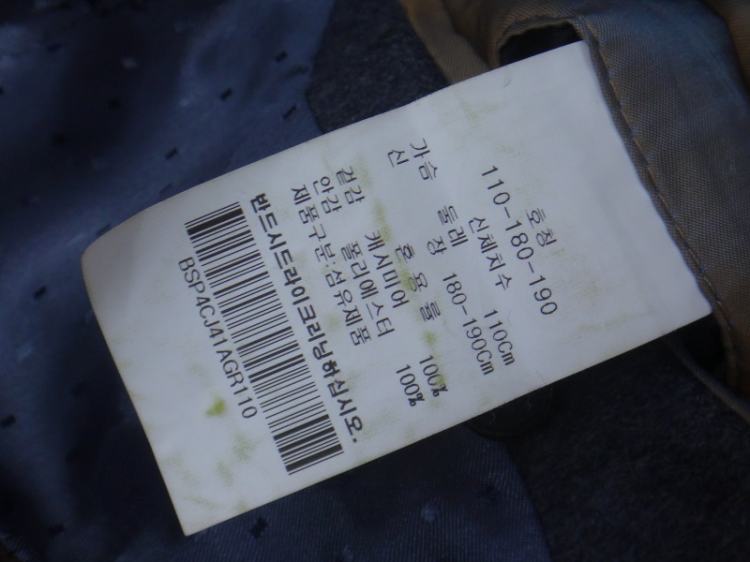 호칭
110-180-190
신체치수
가슴 둘레 110Cm
신 장 180-190Cm
혼용률
겉감 캐시미어 100%
안감 폴리에스터 100%
제품구분:섬유제품
반드시드라이크리닝하십시오.
BSP4CJ41AGR110